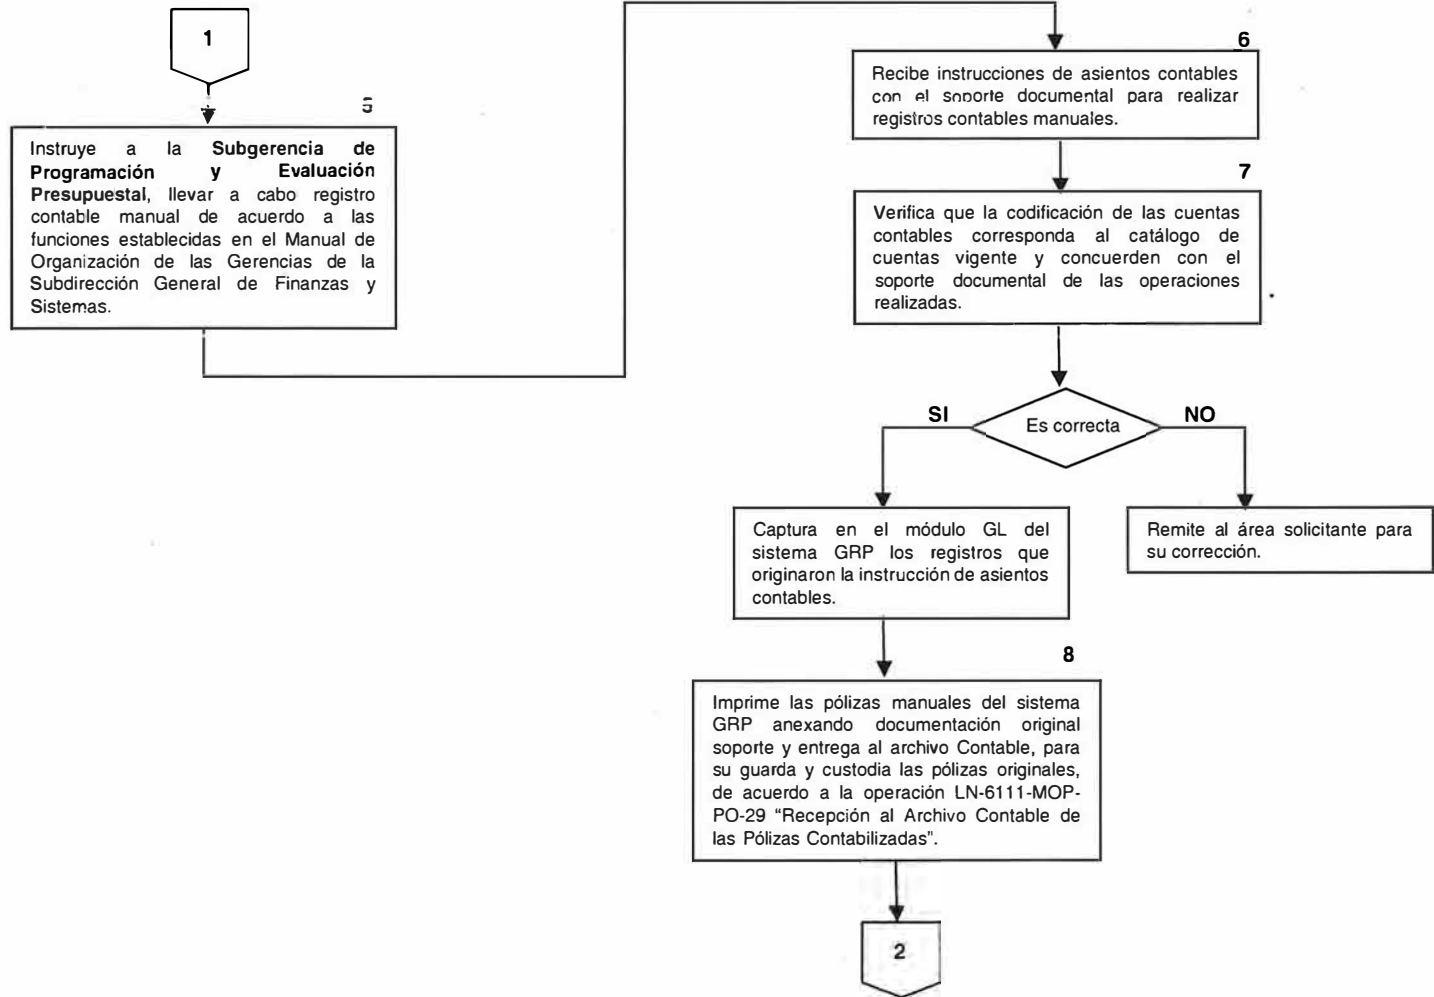 1
5
Instruye a la Subgerencia de
Programación y Evaluación
Presupuestal, llevar a cabo registro
contable manual de acuerdo a las
funciones establecidas en el Manual de
Organización de las Gerencias de la
Subdirección General de Finanzas y
Sistemas.
6
Recibe instrucciones de asientos contables
con el soporte documental para realizar
registros contables manuales.
7
Verifica que la codificación de las cuentas
contables corresponda al catálogo de
cuentas vigente y concuerden con el
soporte documental de las operaciones
realizadas.
SI
Es correcta
NO
Captura en el módulo GL del
sistema GRP los registros que
originaron la instrucción de asientos
contables.
Remite al área solicitante para
su corrección.
8
Imprime las pólizas manuales del sistema
GRP anexando documentación original
soporte y entrega al archivo Contable, para
su guarda y custodia las pólizas originales,
de acuerdo a la operación LN-6111-MOP-
PO-29 “Recepción al Archivo Contable de
las Pólizas Contabilizadas”.
2